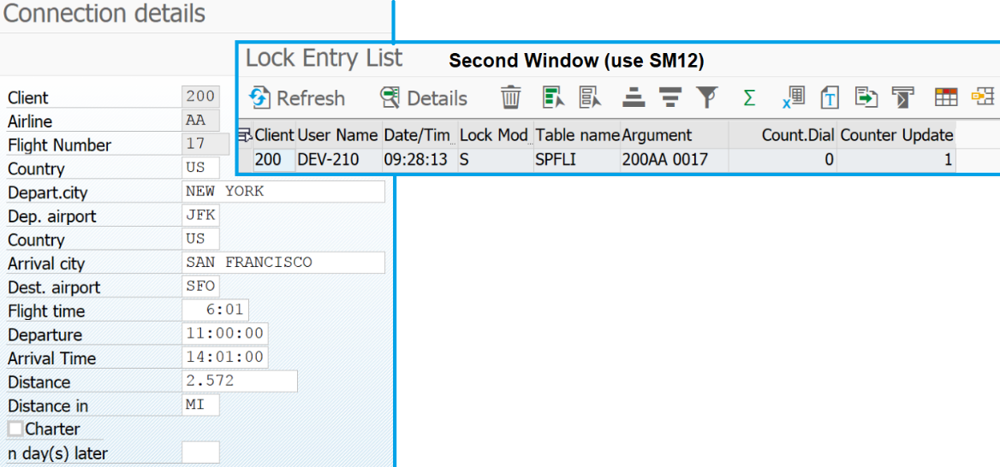 Connection details
Client 200
Airline AA
Flight Number 17
Country US
Depart.city NEW YORK
Dep. airport JFK
Country US
Arrival city SAN FRANCISCO
Dest. airport SFO
Flight time 6:01
Departure 11:00:00
Arrival Time 14:01:00
Distance 2.572
Distance in MI
Charter
n day(s) later
Lock Entry List Second Window (use SM12)
Refresh Details Σ
Client User Name Date/Tim... Lock Mod... Table name Argument Count.Dial Counter Update
200 DEV-210 09:28:13 S SPFLI 200AA 0017 0 1